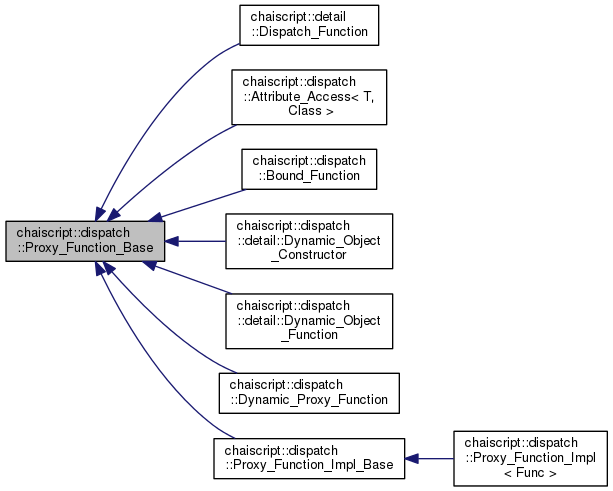 chaiscript::detail
::Dispatch_Function
chaiscript::dispatch
::Attribute_Access< T,
Class >
chaiscript::dispatch
::Bound_Function
chaiscript::dispatch
::Proxy_Function_Base
chaiscript::dispatch
::detail::Dynamic_Object
_Constructor
chaiscript::dispatch
::detail::Dynamic_Object
_Function
chaiscript::dispatch
::Dynamic_Proxy_Function
chaiscript::dispatch
::Proxy_Function_Impl_Base
chaiscript::dispatch
::Proxy_Function_Impl
< Func >